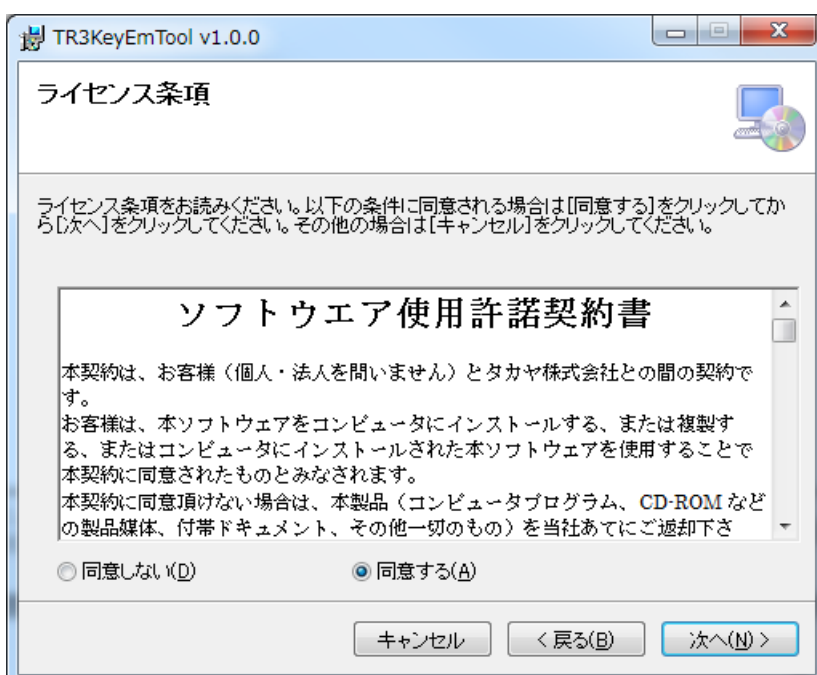 TR3KeyEmTool v1.0.0
ライセンス条項
ライセンス条項をお読みください。以下の条件に同意される場合は[同意する]をクリックしてか
ら[次へ]をクリックしてください。その他の場合は[キャンセル]をクリックしてください。
ソフトウエア使用許諾契約書
本契約は、お客様（個人・法人を問いません）とタカヤ株式会社との間の契約で
す。
お客様は、本ソフトウェアをコンピュータにインストールする、または複製す
る、またはコンピュータにインストールされた本ソフトウェアを使用することで
本契約に同意されたものとみなされます。
本契約に同意頂けない場合は、本製品（コンピュータプログラム、CD-ROM など
の製品媒体、付帯ドキュメント、その他一切のもの）を当社あてにご返却下さ
同意しない(D)
同意する(A)
キャンセル
< 戻る(B)
次へ(N) >